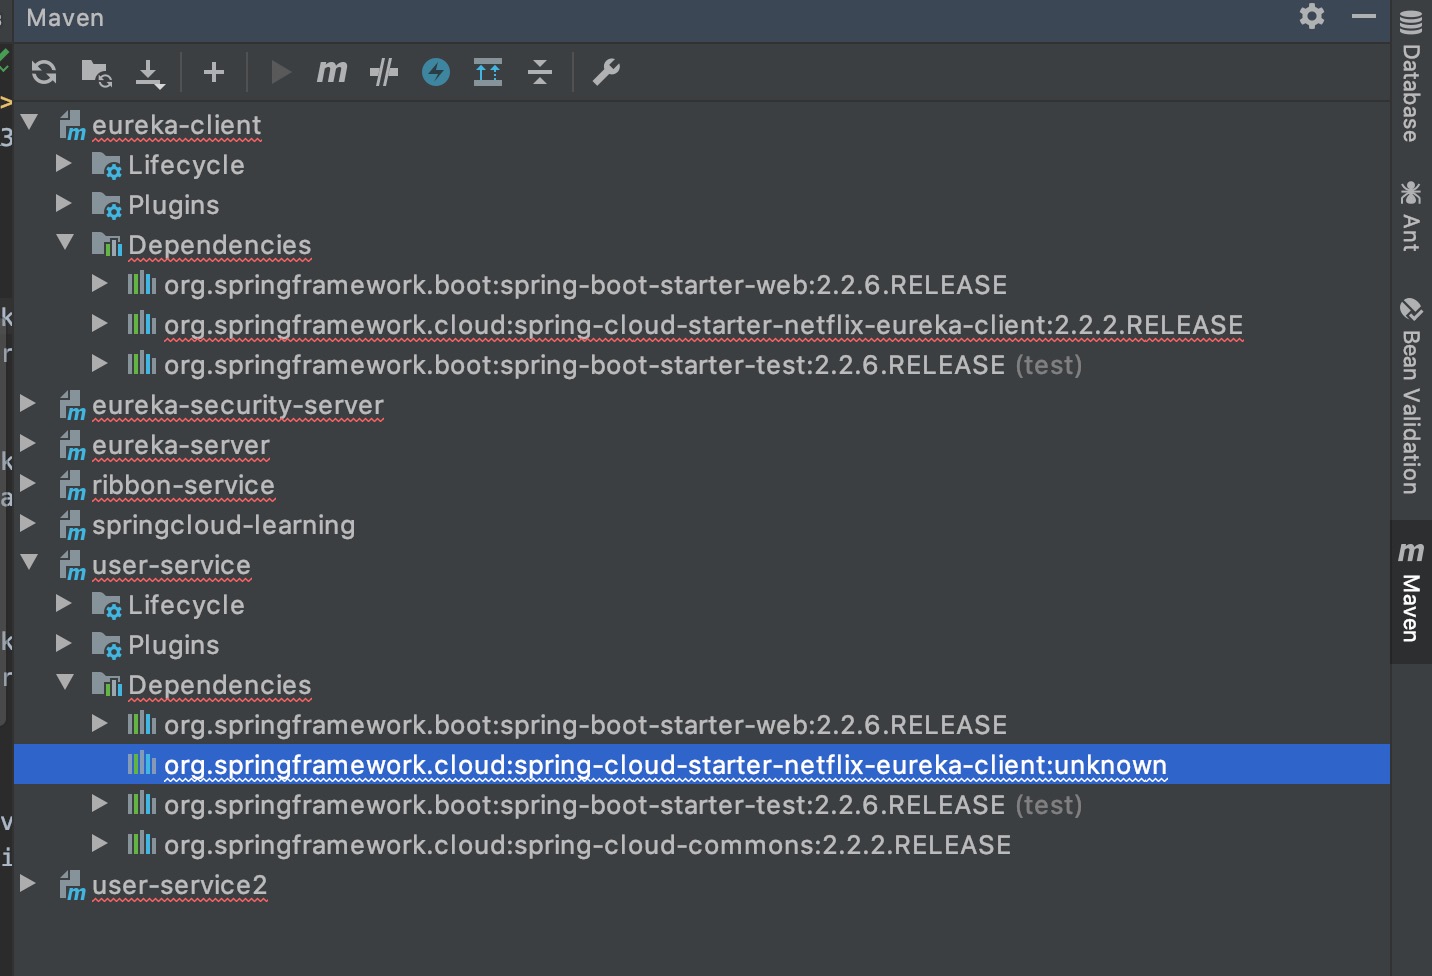 Maven
eureka-client
Lifecycle
Plugins
Dependencies
org.springframework.boot:spring-boot-starter-web:2.2.6.RELEASE
org.springframework.cloud:spring-cloud-starter-netflix-eureka-client:2.2.2.RELEASE
org.springframework.boot:spring-boot-starter-test:2.2.6.RELEASE (test)
eureka-security-server
eureka-server
ribbon-service
springcloud-learning
user-service
Lifecycle
Plugins
Dependencies
org.springframework.boot:spring-boot-starter-web:2.2.6.RELEASE
org.springframework.cloud:spring-cloud-starter-netflix-eureka-client:unknown
org.springframework.boot:spring-boot-starter-test:2.2.6.RELEASE (test)
org.springframework.cloud:spring-cloud-commons:2.2.2.RELEASE
user-service2
Database
Ant
Bean Validation
Maven